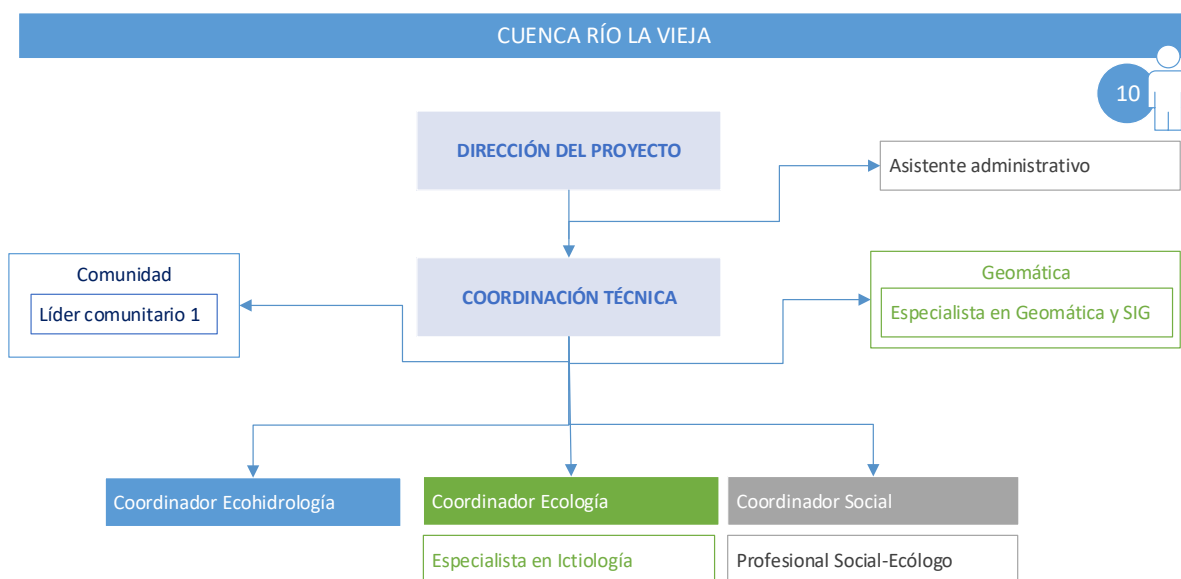 CUENCA RÍO LA VIEJA
10
DIRECCIÓN DEL PROYECTO
Asistente administrativo
Comunidad
Líder comunitario 1
COORDINACIÓN TÉCNICA
Geomática
Especialista en Geomática y SIG
Coordinador Ecohidrología
Coordinador Ecología
Coordinador Social
Especialista en Ictiología
Profesional Social-Ecólogo